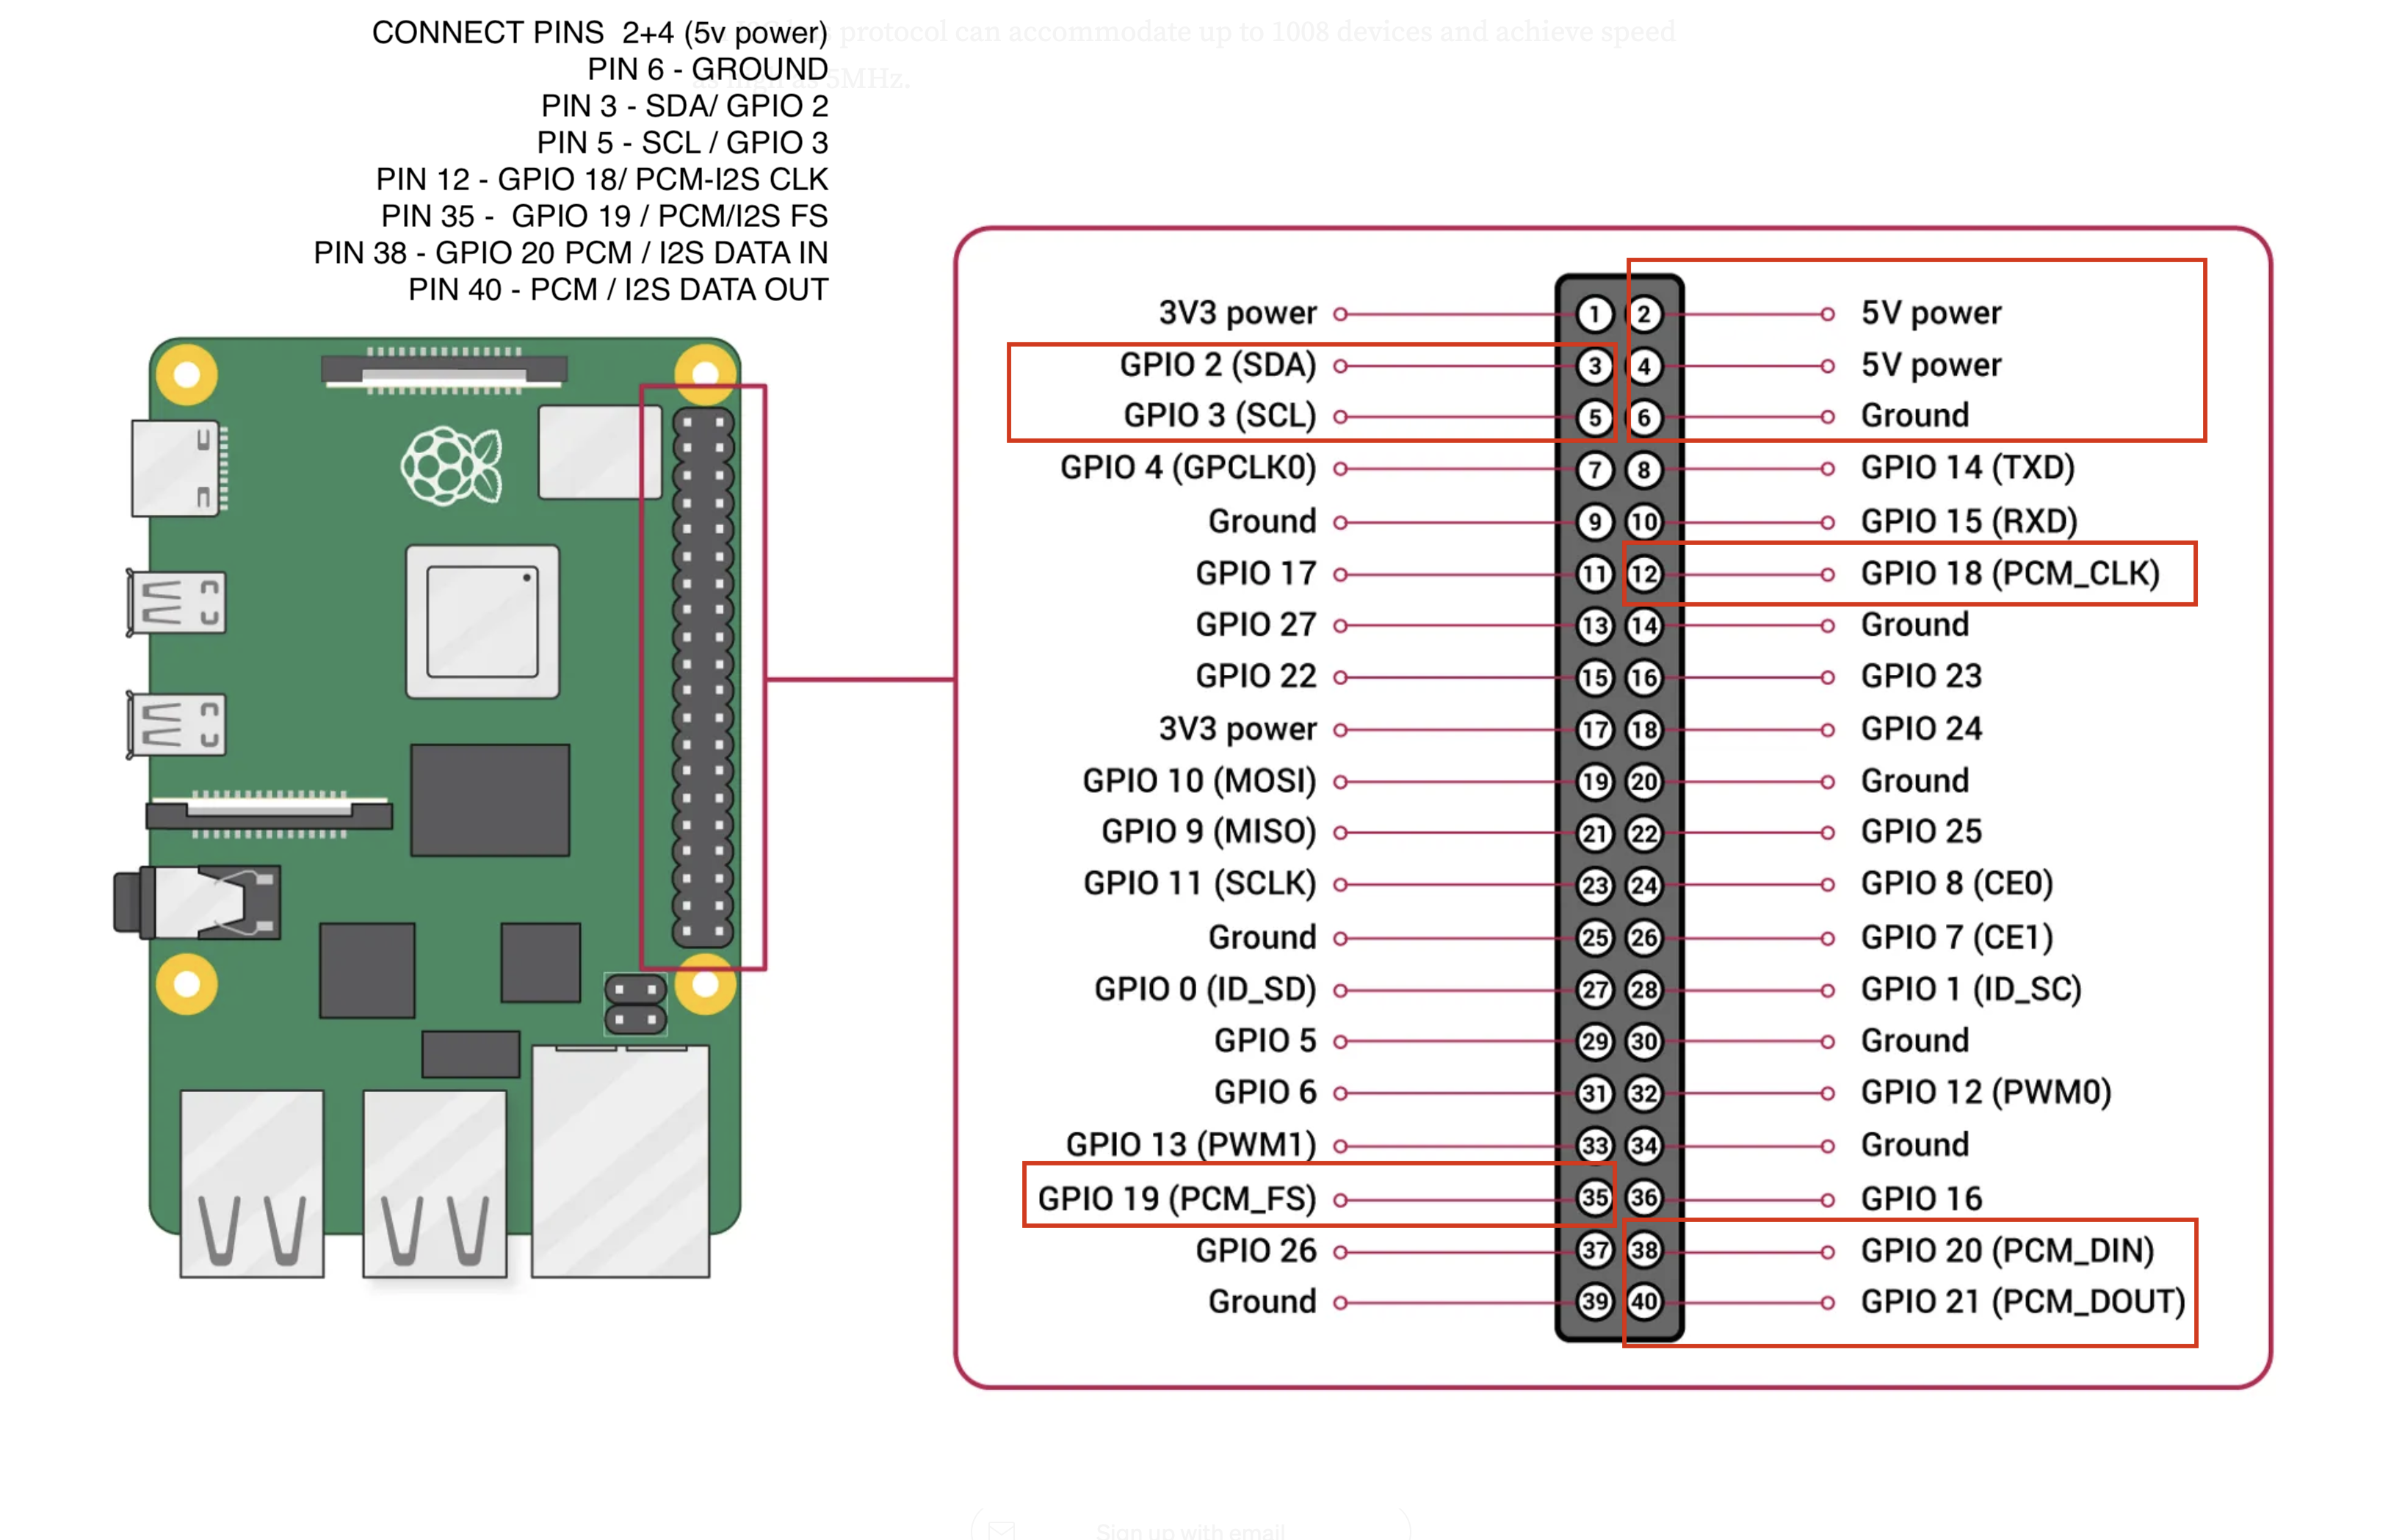 protocol can accommodate up to 1008 devices and achieve speed
CONNECT PINS 2+4 (5v power)
PIN 6 - GROUND
5MHz.
PIN 3 - SDA/ GPIO 2
PIN 5 - SCL / GPIO 3
PIN 12 - GPIO 18/ PCM-I2S CLK
PIN 35 - GPIO 19 / PCM/I2S FS
PIN 38 - GPIO 20 PCM / I2S DATA IN
PIN 40 - PCM / I2S DATA OUT
3V3 power 1 2 5V power
GPIO 2 (SDA) 3 4 5V power
GPIO 3 (SCL) 5 6 Ground
GPIO 4 (GPCLK0) 7 8 GPIO 14 (TXD)
Ground 9 10 GPIO 15 (RXD)
GPIO 17 11 12 GPIO 18 (PCM_CLK)
GPIO 27 13 14 Ground
GPIO 22 15 16 GPIO 23
3V3 power 17 18 GPIO 24
GPIO 10 (MOSI) 19 20 Ground
GPIO 9 (MISO) 21 22 GPIO 25
GPIO 11 (SCLK) 23 24 GPIO 8 (CE0)
Ground 25 26 GPIO 7 (CE1)
GPIO 0 (ID_SD) 27 28 GPIO 1 (ID_SC)
GPIO 5 29 30 Ground
GPIO 6 31 32 GPIO 12 (PWM0)
GPIO 13 (PWM1) 33 34 Ground
GPIO 19 (PCM_FS) 35 36 GPIO 16
GPIO 26 37 38 GPIO 20 (PCM_DIN)
Ground 39 40 GPIO 21 (PCM_DOUT)
Sign up with email